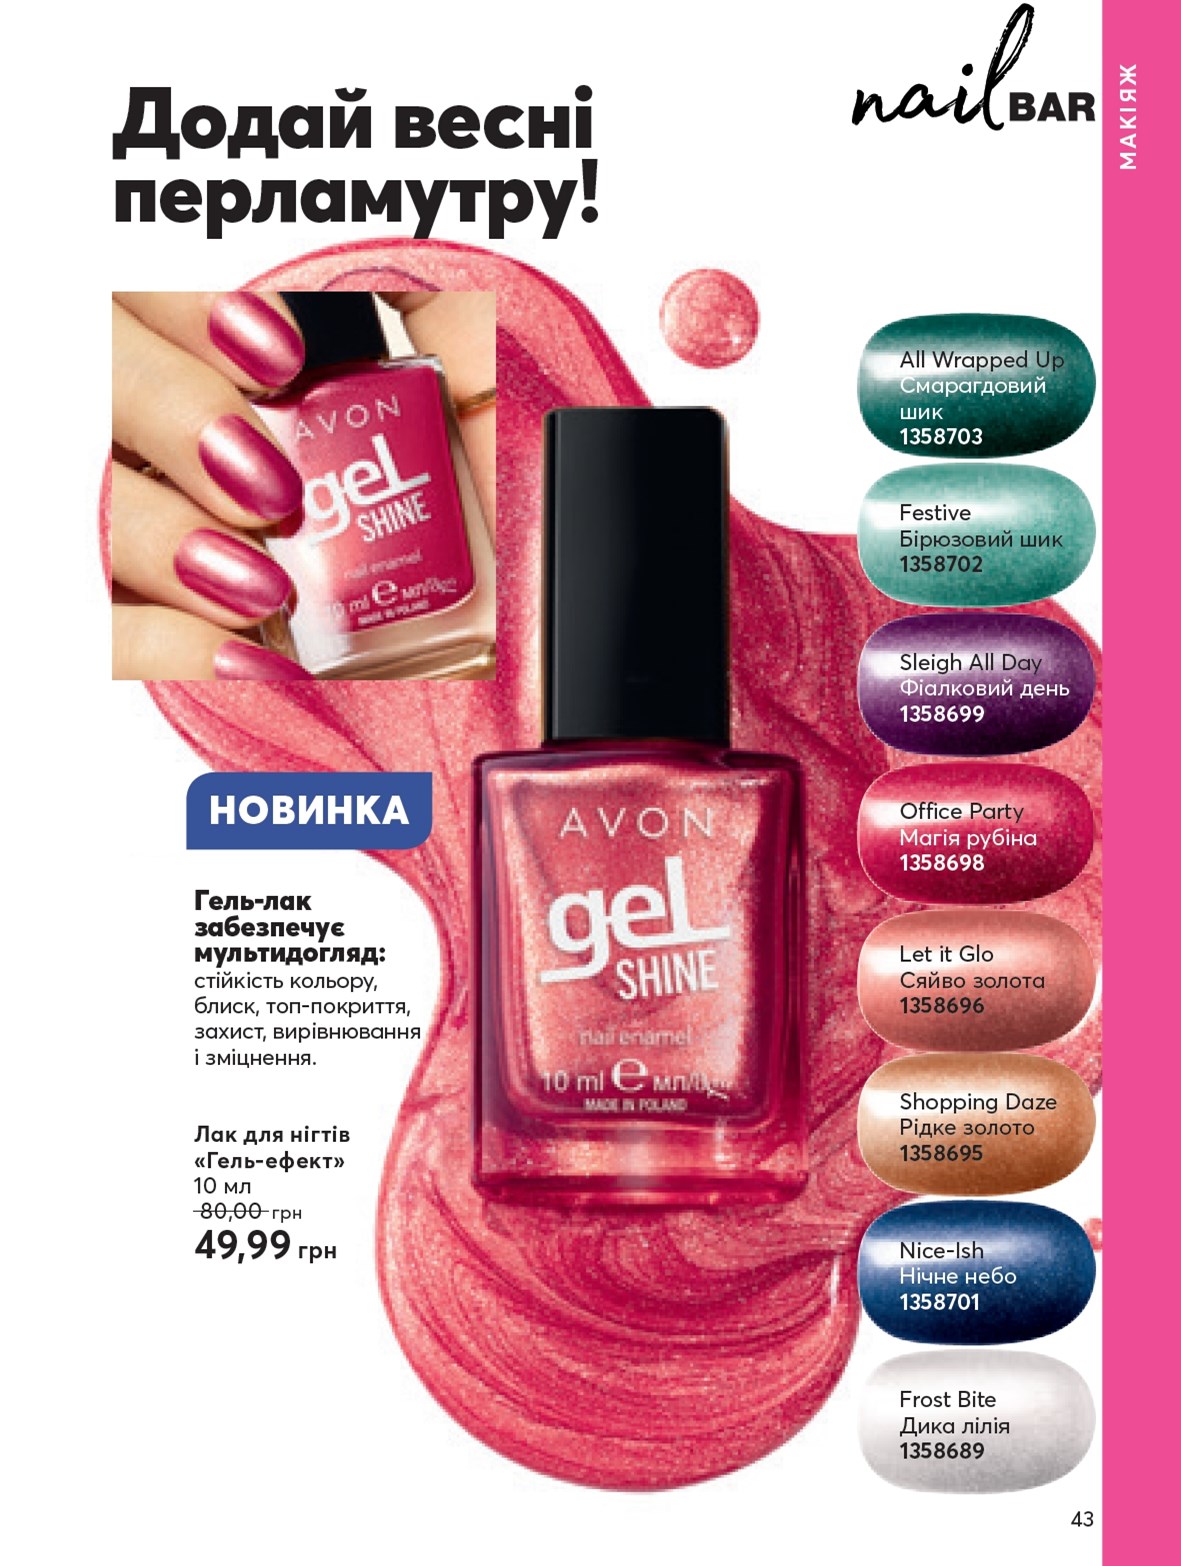 nail BAR
МАКІЯЖ
Додай весні
перламутру!
AVON
gel
SHINE
nail enamel
10 ml e мл/
MADE IN POLAND
НОВИНКА
Гель-лак
забезпечує
мультидогляд:
стійкість кольору,
блиск, топ-покриття,
захист, вирівнювання
і зміцнення.
Лак для нігтів
«Гель-ефект»
10 мл
80,00 грн
49,99 грн
AVON
gel
SHINE
nail enamel
10 ml e мл/
MADE IN POLAND
All Wrapped Up
Смарагдовий
шик
1358703
Festive
Бірюзовий шик
1358702
Sleigh All Day
Фіалковий день
1358699
Office Party
Магія рубіна
1358698
Let it Glo
Сяйво золота
1358696
Shopping Daze
Рідке золото
1358695
Nice-Ish
Нічне небо
1358701
Frost Bite
Дика лілія
1358689
43